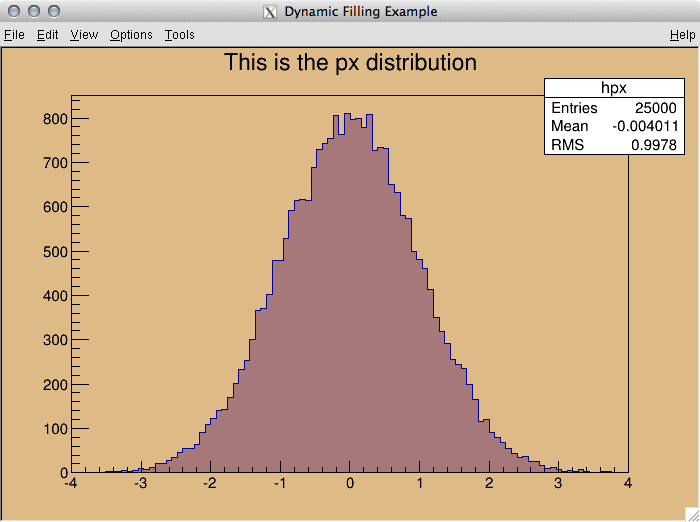 Dynamic Filling Example
File Edit View Options Tools Help
This is the px distribution
hpx
Entries 25000
Mean -0.004011
RMS 0.9978
800
700
600
500
400
300
200
100
0
-4 -3 -2 -1 0 1 2 3 4